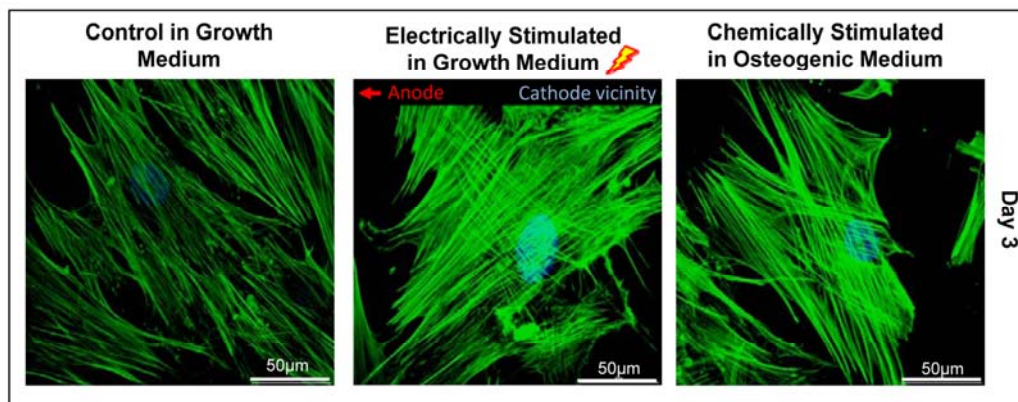 Control in Growth
Medium
Electrically Stimulated
in Growth Medium
Chemically Stimulated
in Osteogenic Medium
Anode
Cathode vicinity
50µm
50µm
50µm
Day 3